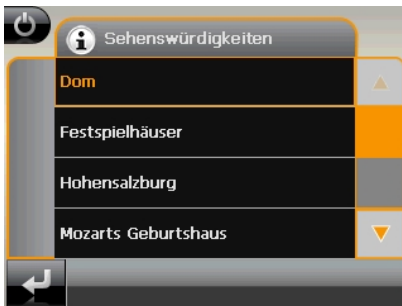 Sehenswürdigkeiten
Dom
Festspielhäuser
Hohensalzburg
Mozarts Geburtshaus